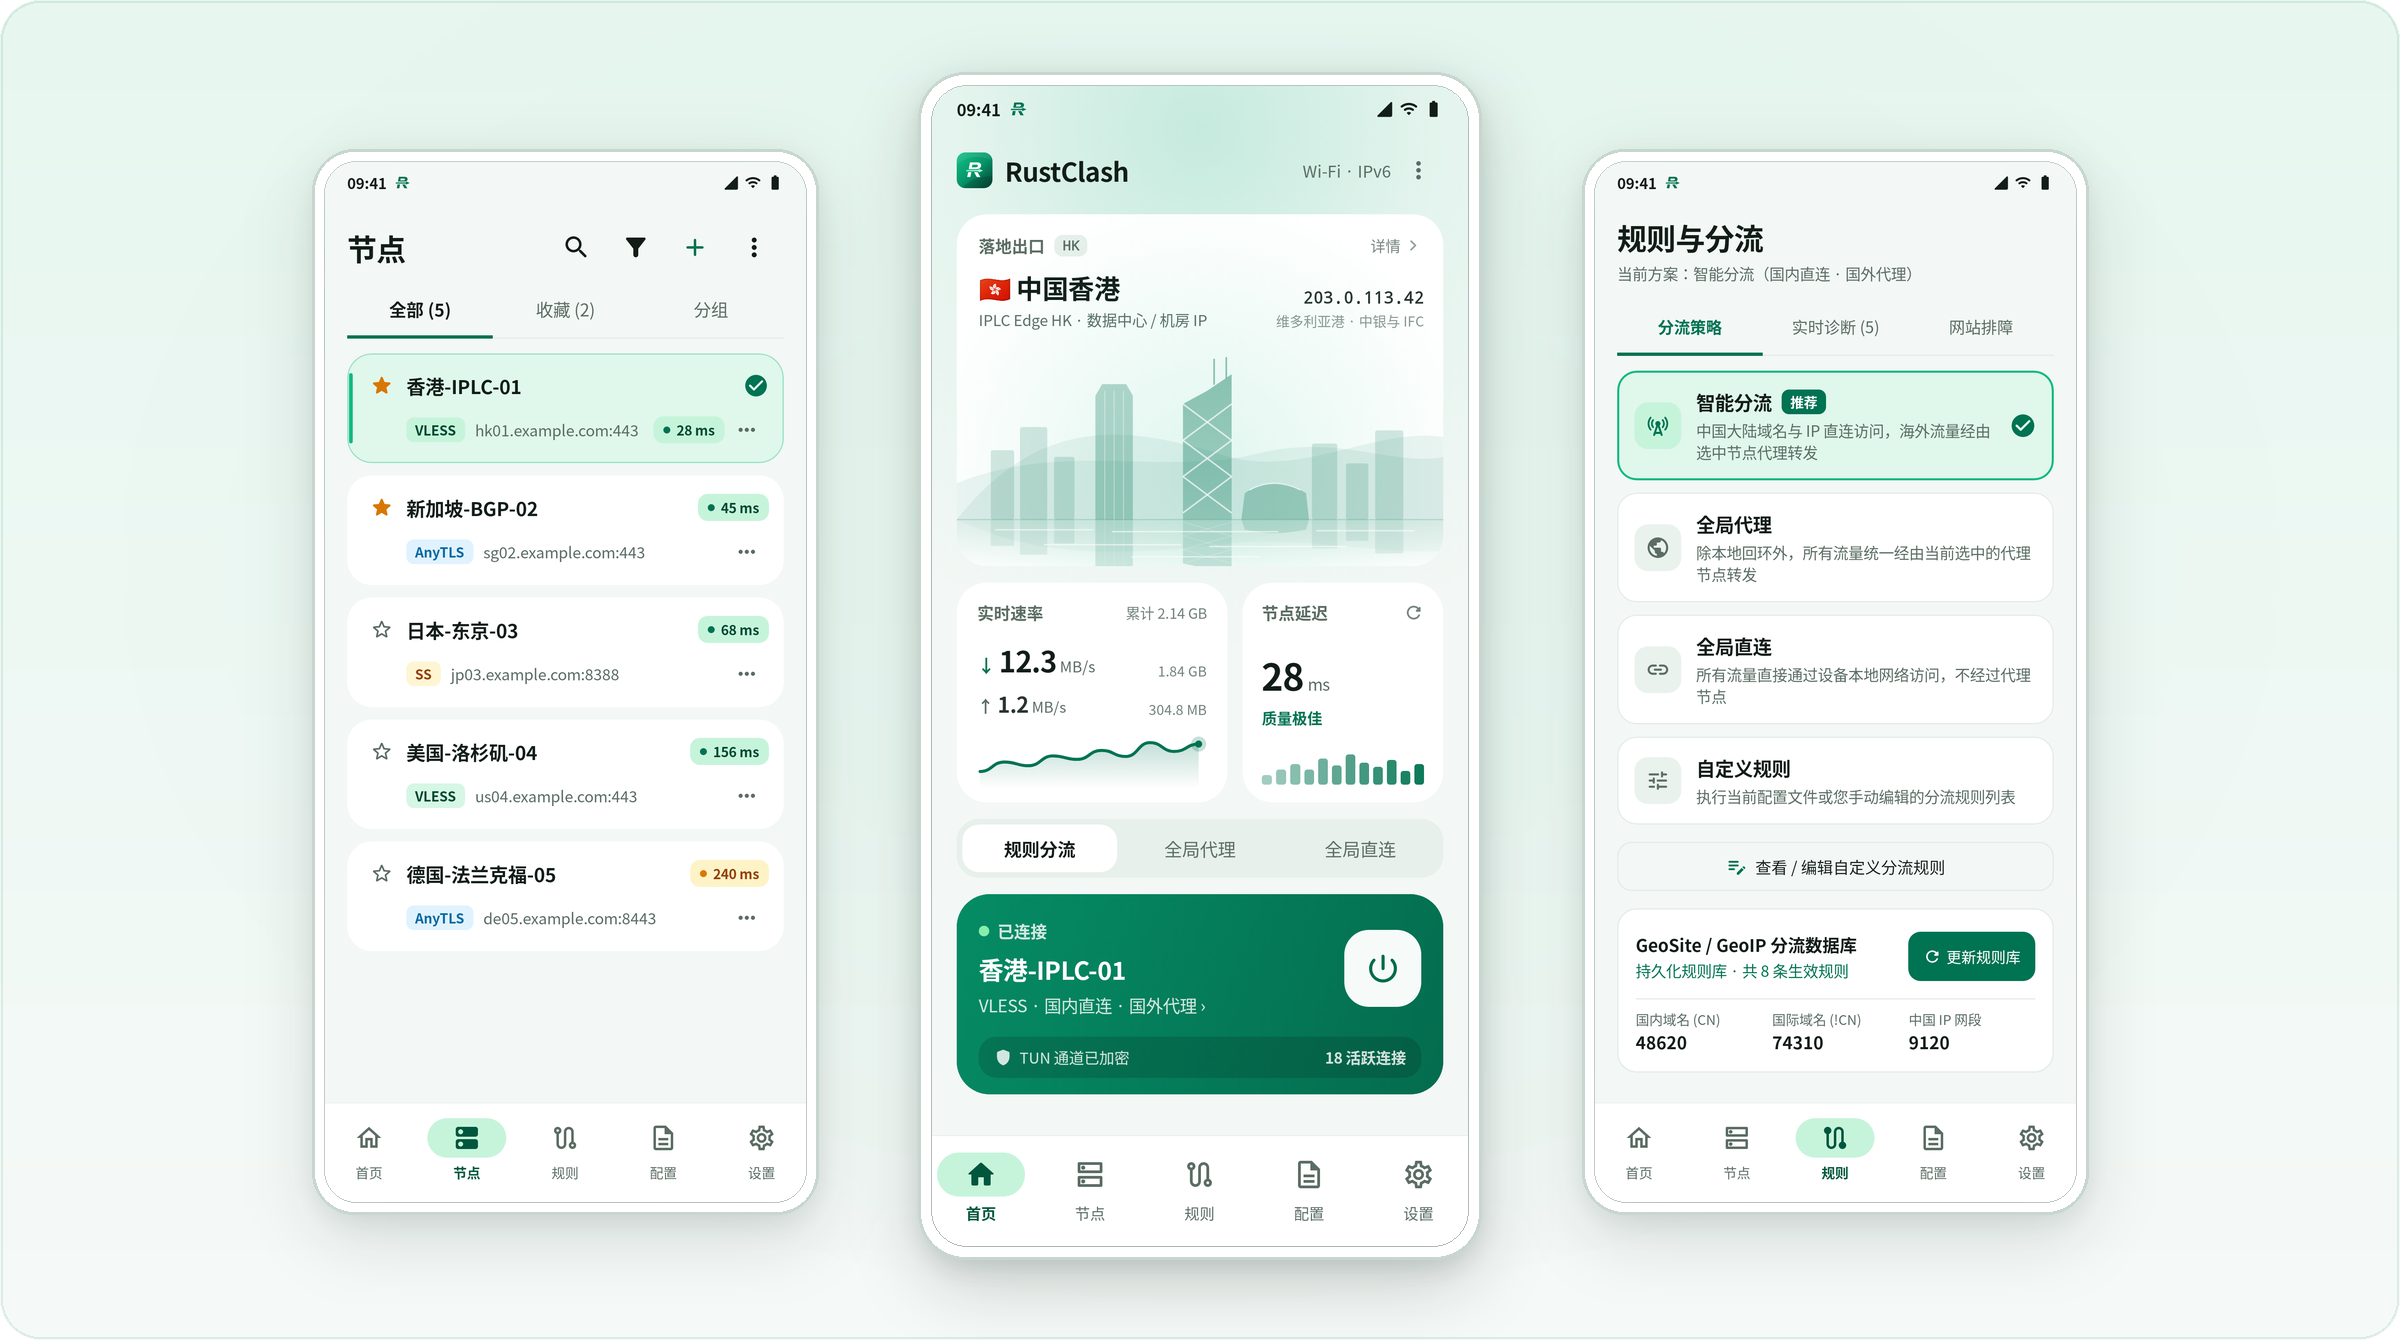 09:41
节点
全部 (5) 收藏 (2) 分组
香港-IPLC-01
VLESS hk01.example.com:443 28 ms
新加坡-BGP-02 45 ms
AnyTLS sg02.example.com:443
日本-东京-03 68 ms
SS jp03.example.com:8388
美国-洛杉矶-04 156 ms
VLESS us04.example.com:443
德国-法兰克福-05 240 ms
AnyTLS de05.example.com:8443
首页 节点 规则 配置 设置
09:41
RustClash Wi-Fi · IPv6
落地出口 HK 详情
中国香港 203.0.113.42
IPLC Edge HK · 数据中心 / 机房 IP 维多利亚港 · 中银与 IFC
实时速率 累计 2.14 GB
↓ 12.3 MB/s 1.84 GB
↑ 1.2 MB/s 304.8 MB
节点延迟
28 ms
质量极佳
规则分流 全局代理 全局直连
已连接
香港-IPLC-01
VLESS · 国内直连 · 国外代理 ›
TUN 通道已加密 18 活跃连接
首页 节点 规则 配置 设置
09:41
规则与分流
当前方案：智能分流（国内直连 · 国外代理）
分流策略 实时诊断 (5) 网站排障
智能分流 推荐
中国大陆域名与 IP 直连访问，海外流量经由
选中节点代理转发
全局代理
除本地回环外，所有流量统一经由当前选中的代理
节点转发
全局直连
所有流量直接通过设备本地网络访问，不经过代理
节点
自定义规则
执行当前配置文件或您手动编辑的分流规则列表
查看 / 编辑自定义分流规则
GeoSite / GeoIP 分流数据库
持久化规则库 · 共 8 条生效规则
更新规则库
国内域名 (CN) 国际域名 (!CN) 中国 IP 网段
48620 74310 9120
首页 节点 规则 配置 设置